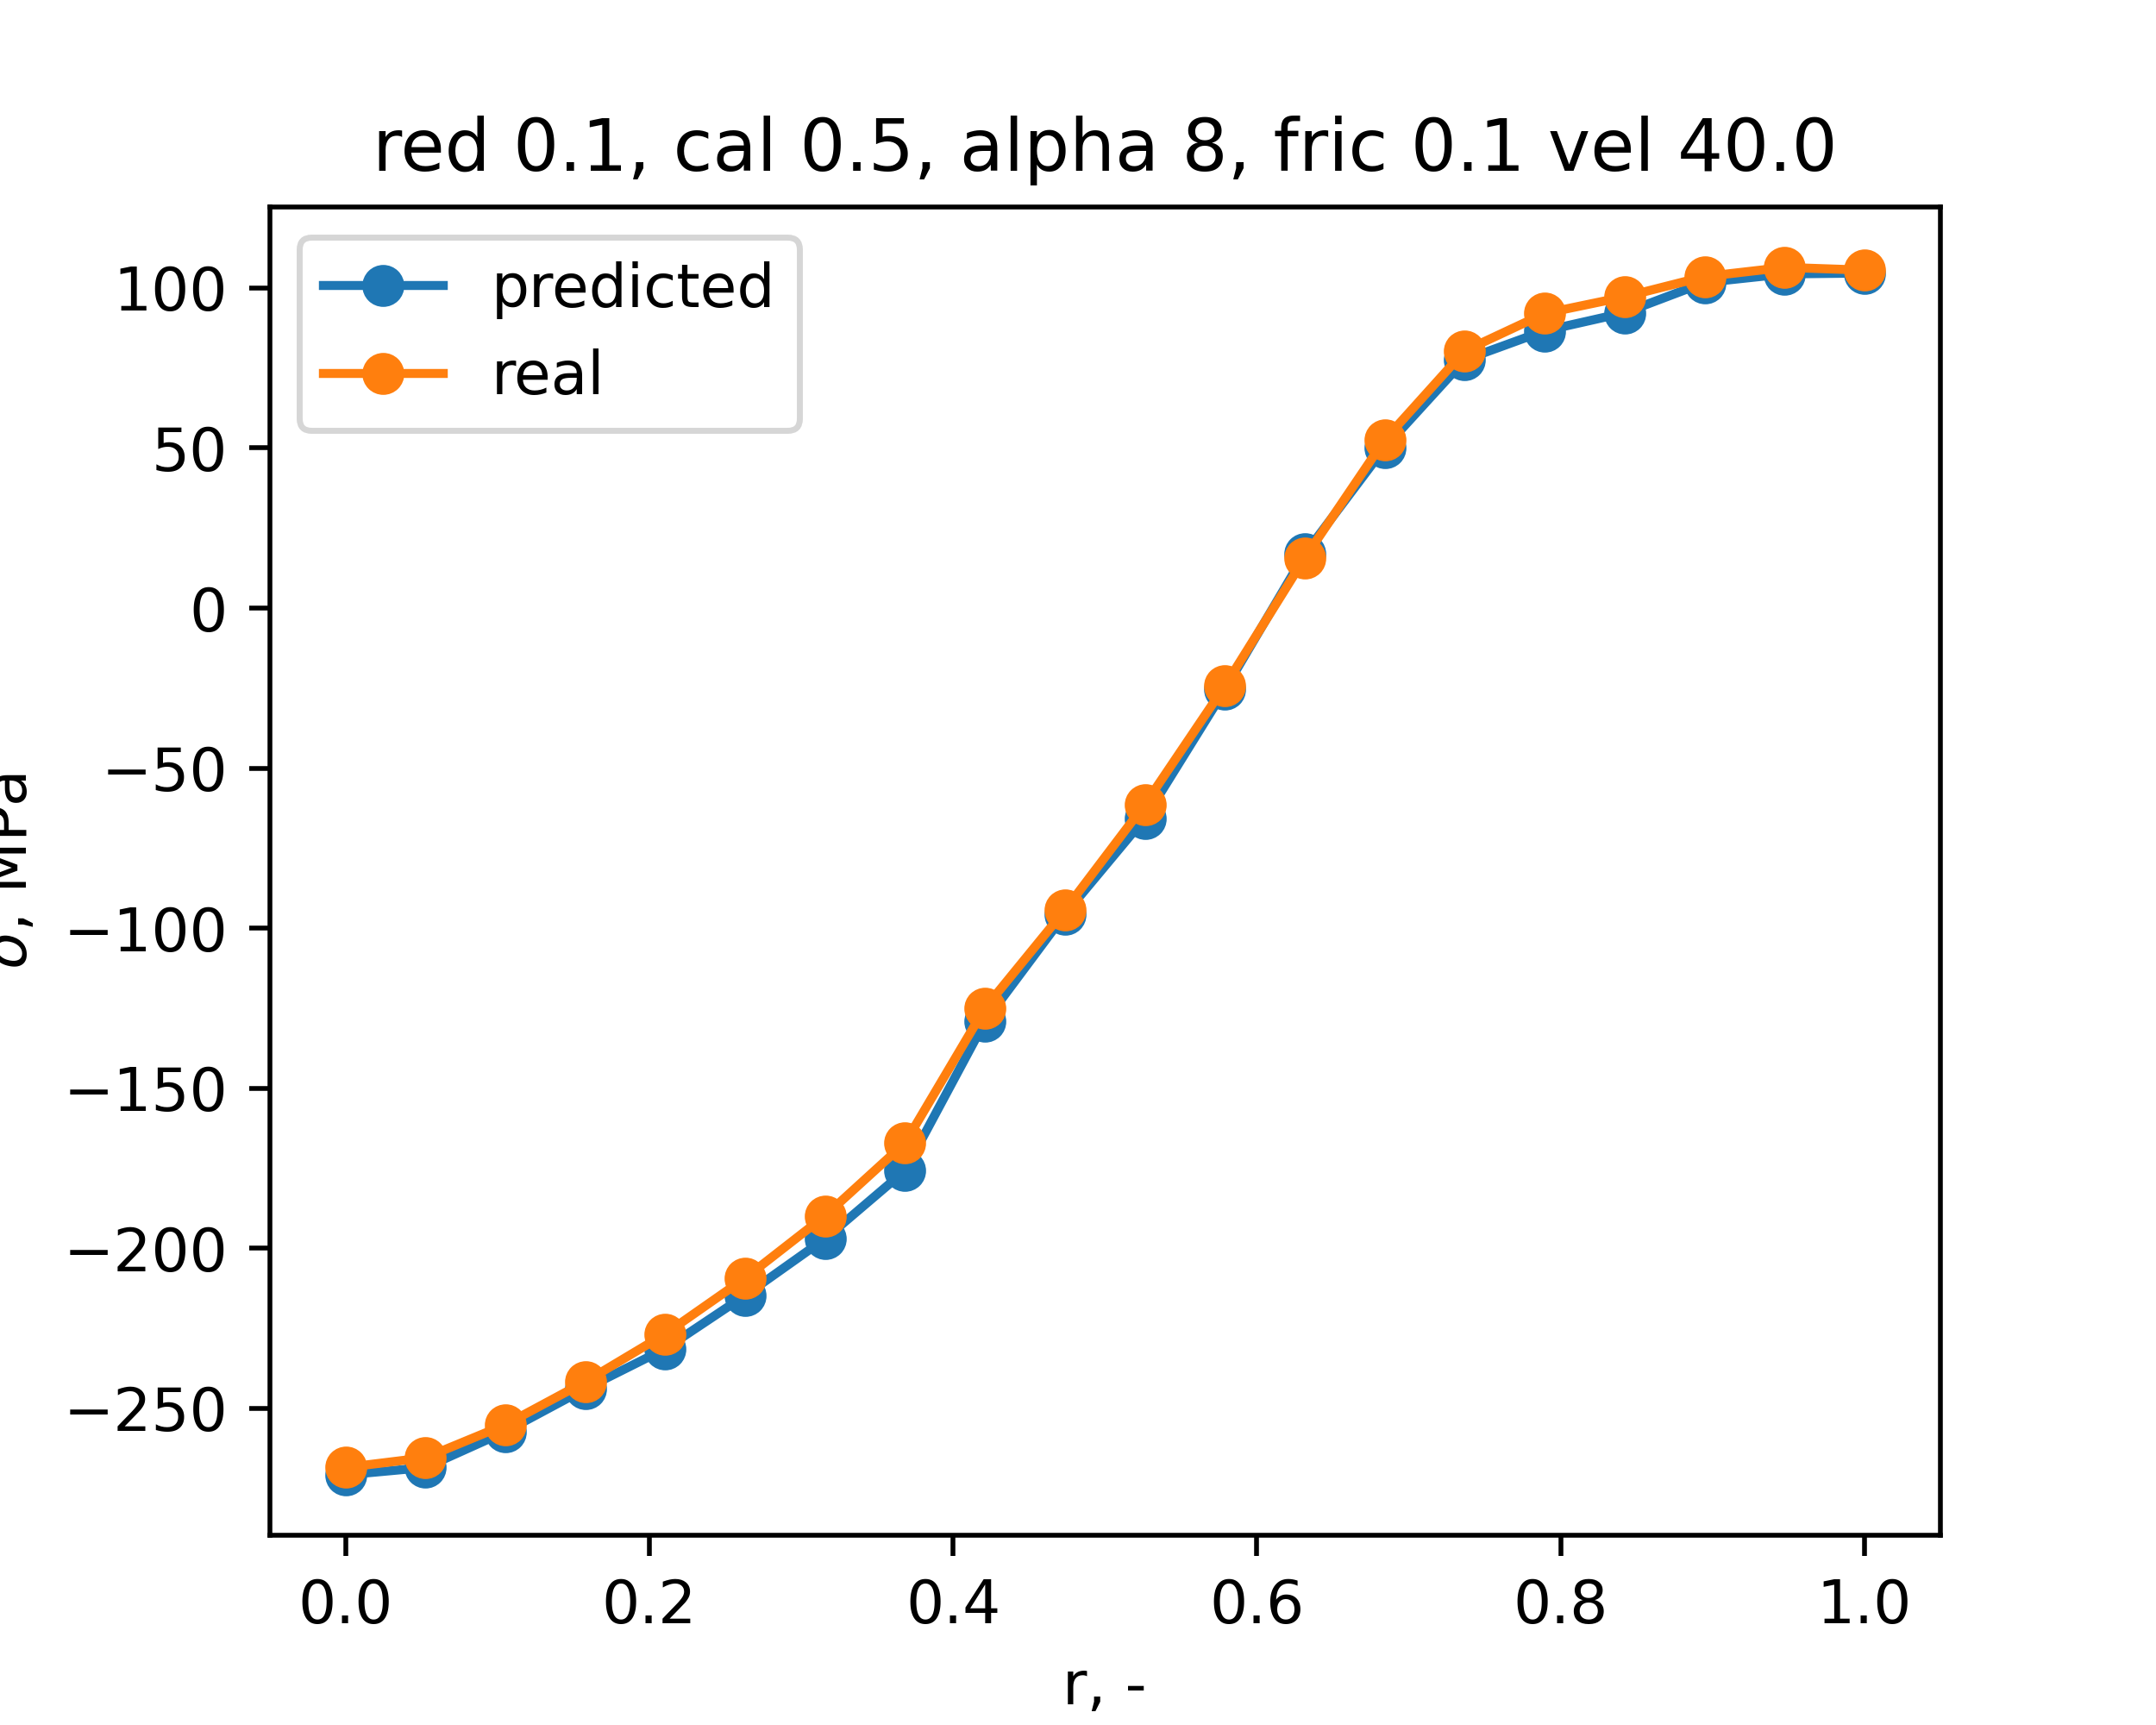 red 0.1, cal 0.5, alpha 8, fric 0.1 vel 40.0
predicted
real
100
50
0
−50
−100
−150
−200
−250
σ, MPa
0.0 0.2 0.4 0.6 0.8 1.0
r, -